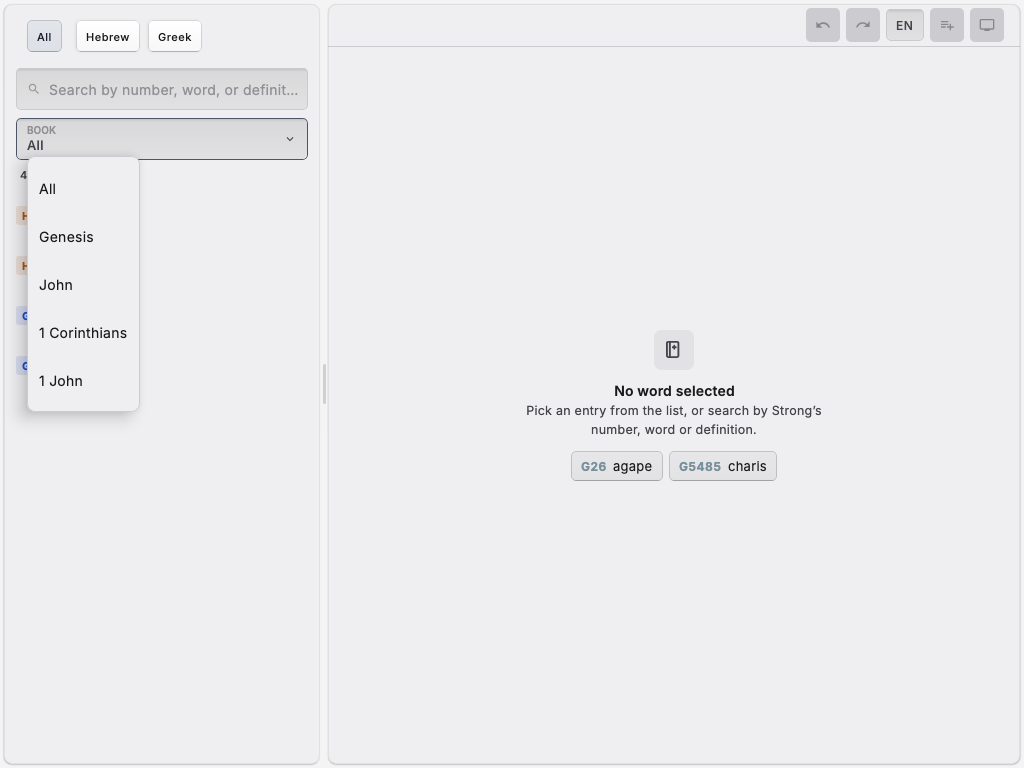 All
Hebrew
Greek
EN
Search by number, word, or definit...
BOOK
All
4
H
H
G
G
All
Genesis
John
1 Corinthians
1 John
No word selected
Pick an entry from the list, or search by Strong’s
number, word or definition.
G26 agape
G5485 charis